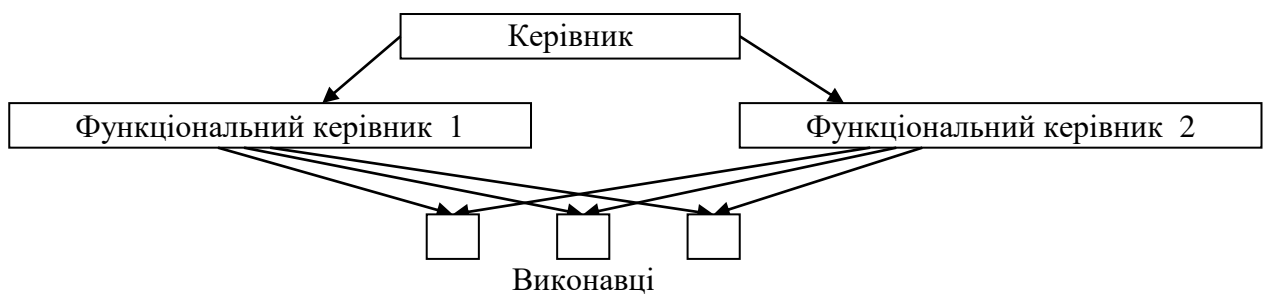 Керівник
Функціональний керівник 1
Функціональний керівник 2
Виконавці